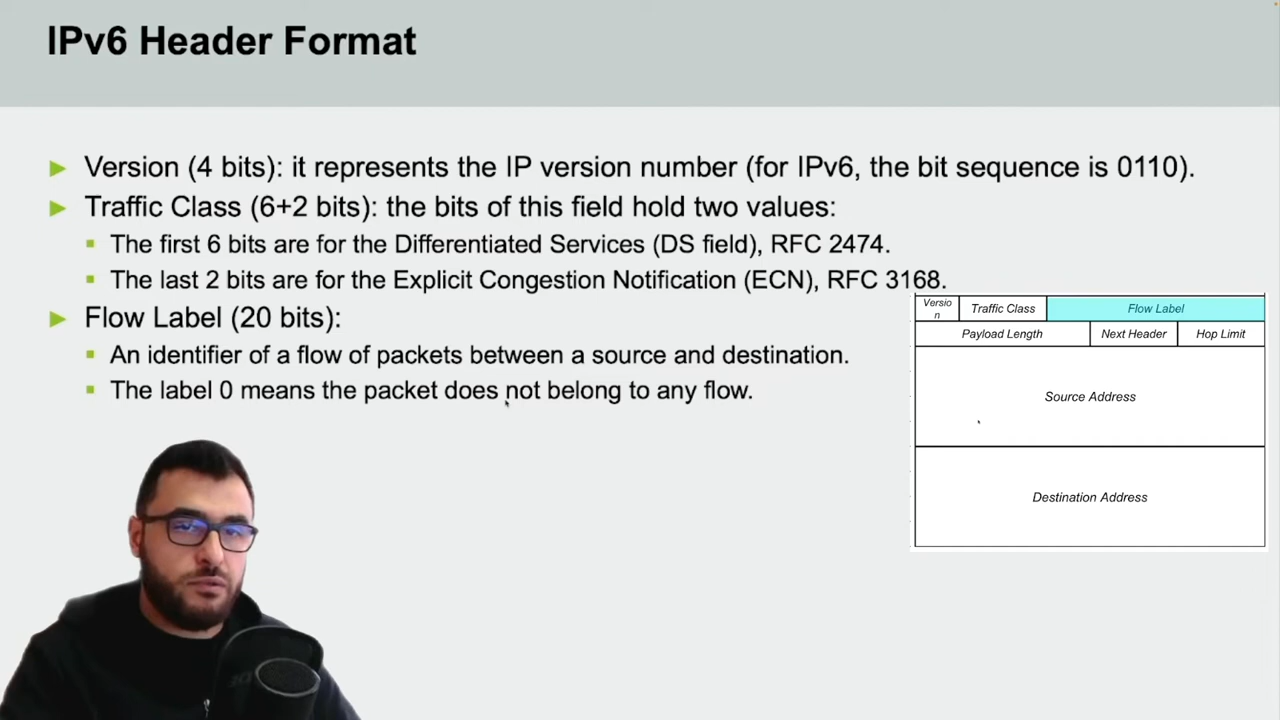 IPv6 Header Format
Version (4 bits): it represents the IP version number (for IPv6, the bit sequence is 0110).
Traffic Class (6+2 bits): the bits of this field hold two values:
The first 6 bits are for the Differentiated Services (DS field), RFC 2474.
The last 2 bits are for the Explicit Congestion Notification (ECN), RFC 3168.
Flow Label (20 bits):
An identifier of a flow of packets between a source and destination.
The label 0 means the packet does not belong to any flow.
Versio
n
Traffic Class
Flow Label
Payload Length
Next Header
Hop Limit
Source Address
Destination Address